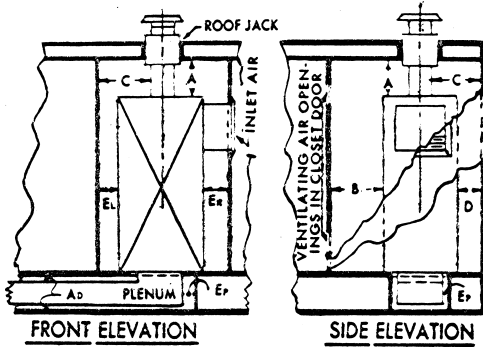 ROOF JACK
C
A
INLET AIR
EL
ER
AD
PLENUM
EP
FRONT ELEVATION
C
A
VENTILATING AIR OPEN-
INGS IN CLOSET DOOR
B
D
EP
SIDE ELEVATION